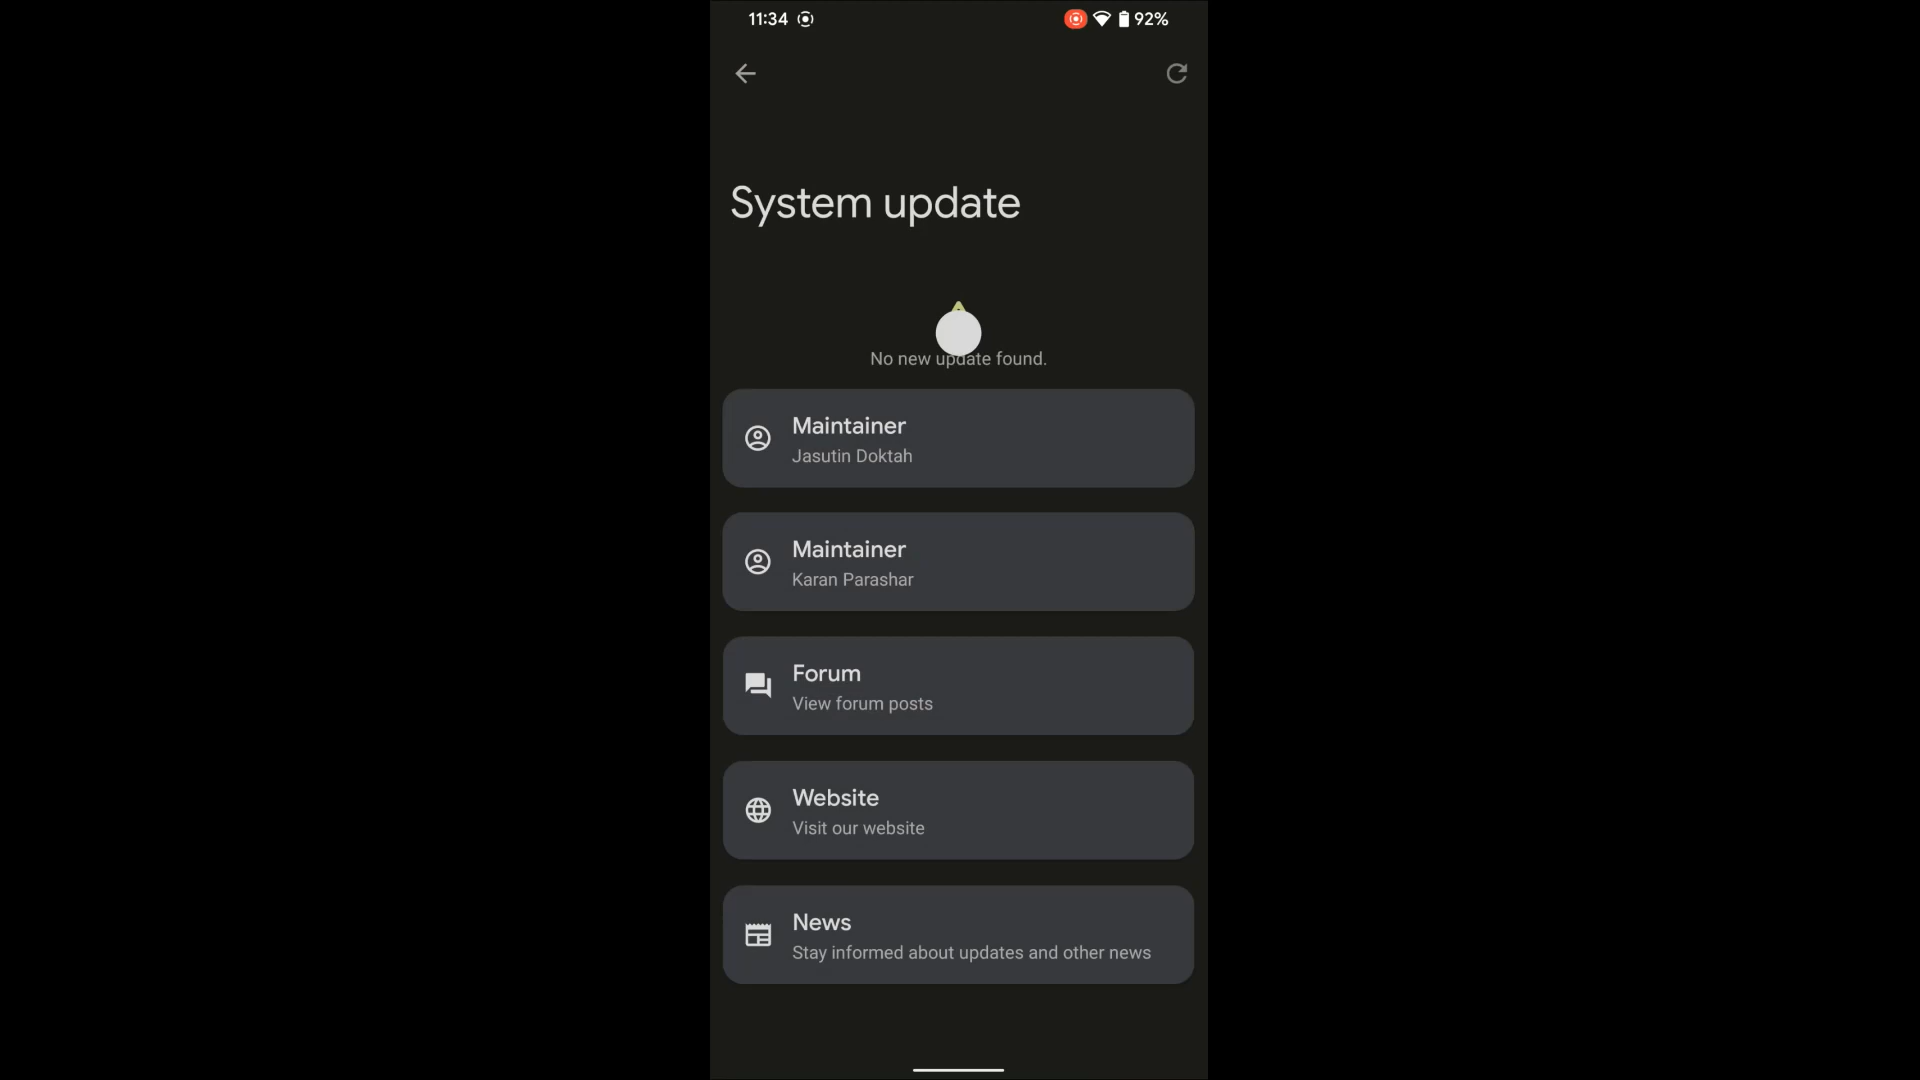 11:34
92%
System update
No new update found.
Maintainer
Jasutin Doktah
Maintainer
Karan Parashar
Forum
View forum posts
Website
Visit our website
News
Stay informed about updates and other news